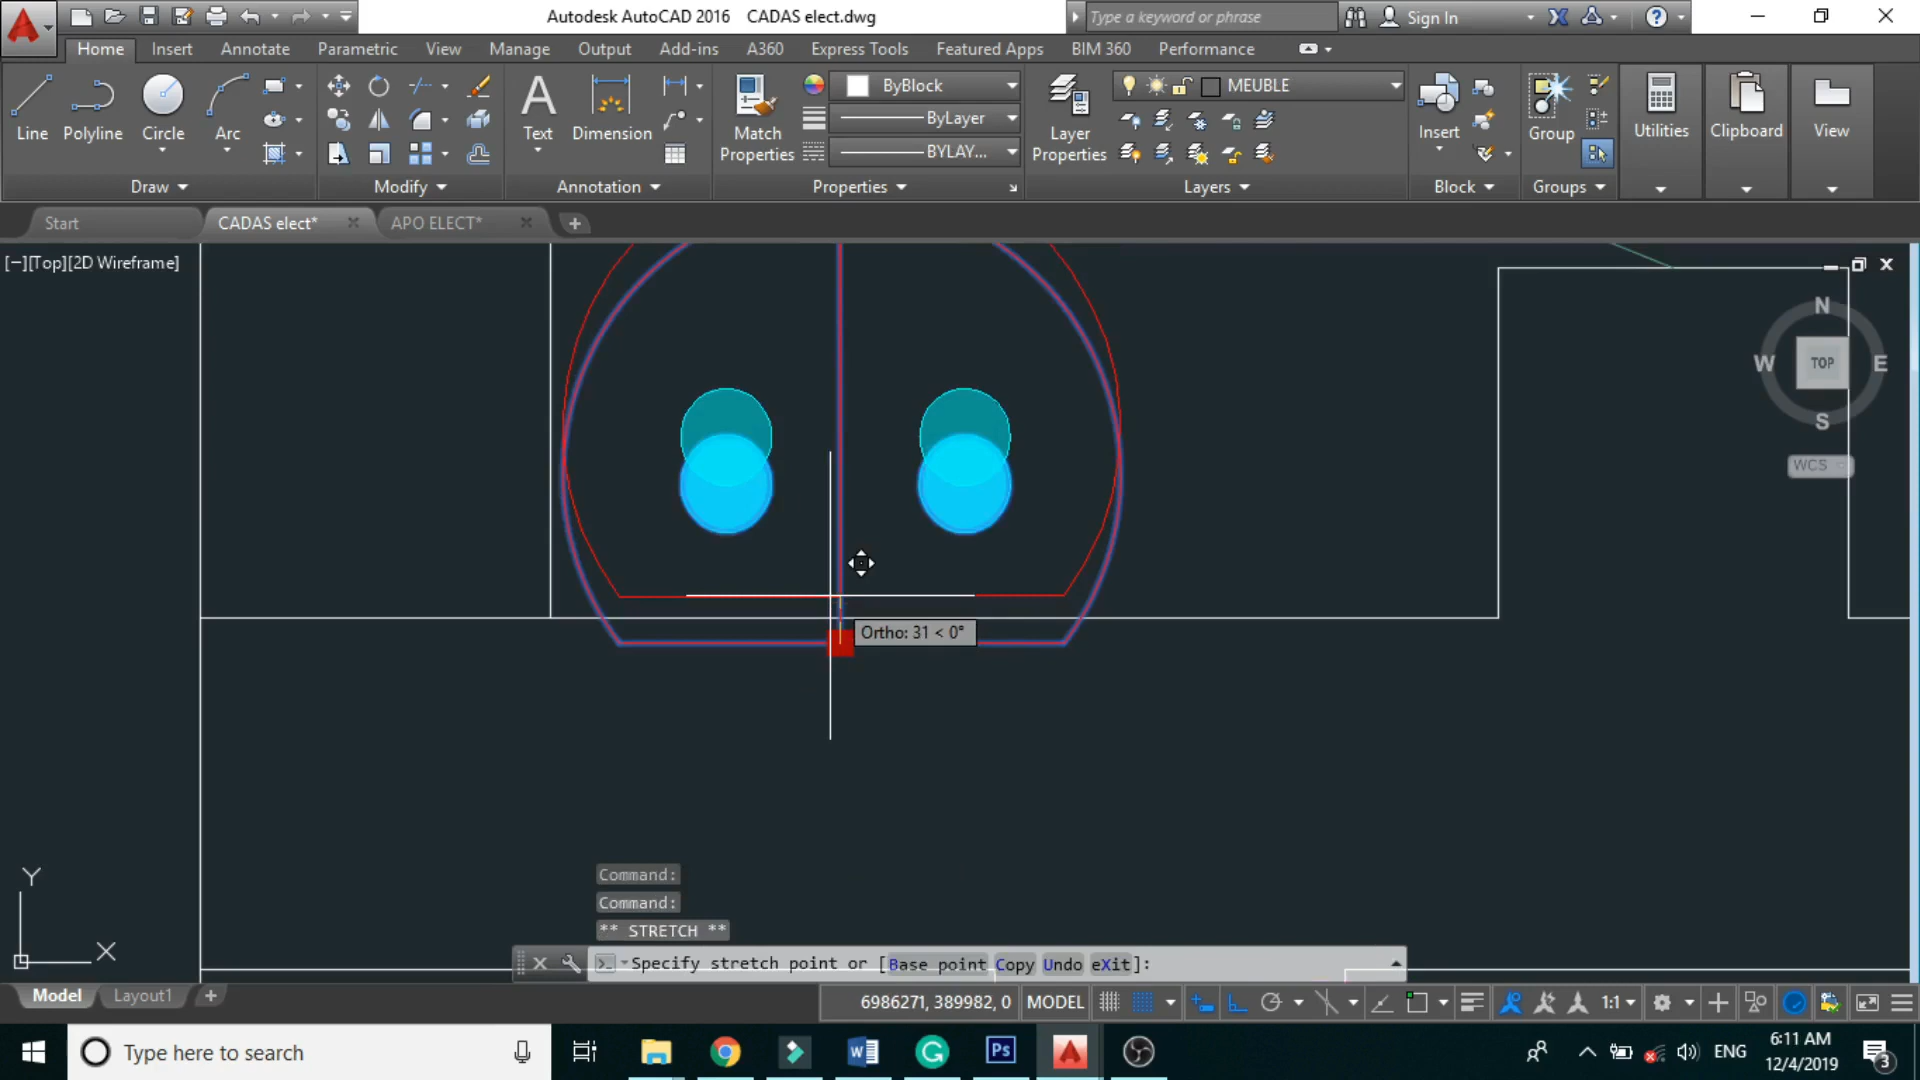 Autodesk AutoCAD 2016 CADAS elect.dwg
Type a keyword or phrase
Sign In
Home Insert Annotate Parametric View Manage Output Add-ins A360 Express Tools Featured Apps BIM 360 Performance
Line Polyline Circle Arc
Text Dimension
Match Properties
ByBlock
ByLayer
BYLAY...
Layer Properties
MEUBLE
Insert
Group
Utilities
Clipboard
View
Draw Modify Annotation Properties Layers Block Groups
Start CADAS elect* APO ELECT*
[−][Top][2D Wireframe]
N
W TOP E
S
WCS
Ortho: 31 < 0°
Y
X
Command:
Command:
** STRETCH **
Specify stretch point or [Base point Copy Undo eXit]:
Model Layout1
6986271, 389982, 0 MODEL 1:1
Type here to search
Ps
ENG
6:11 AM
12/4/2019
3